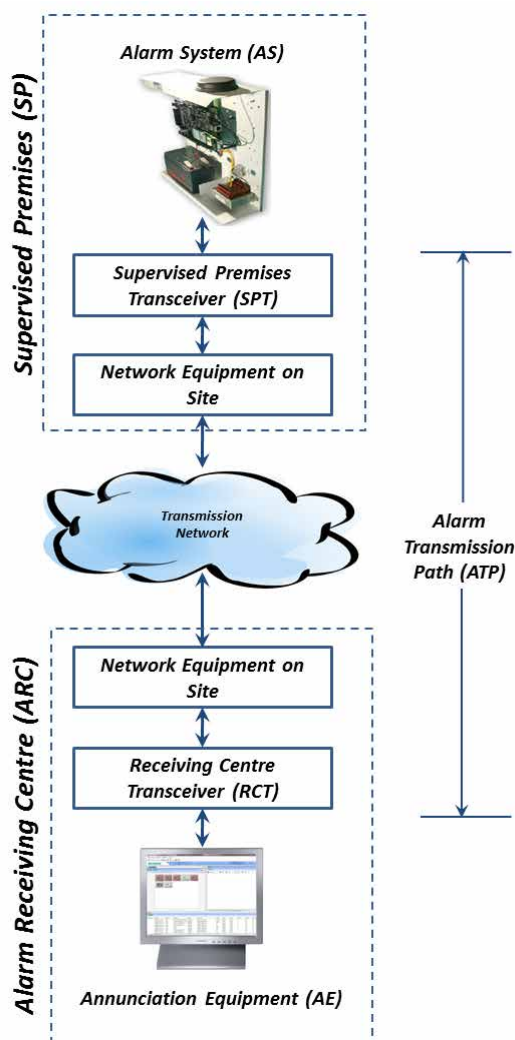 Supervised Premises (SP)
Alarm System (AS)
Supervised Premises
Transceiver (SPT)
Network Equipment on
Site
Transmission
Network
Alarm
Transmission
Path (ATP)
Alarm Receiving Centre (ARC)
Network Equipment on
Site
Receiving Centre
Transceiver (RCT)
Annunciation Equipment (AE)